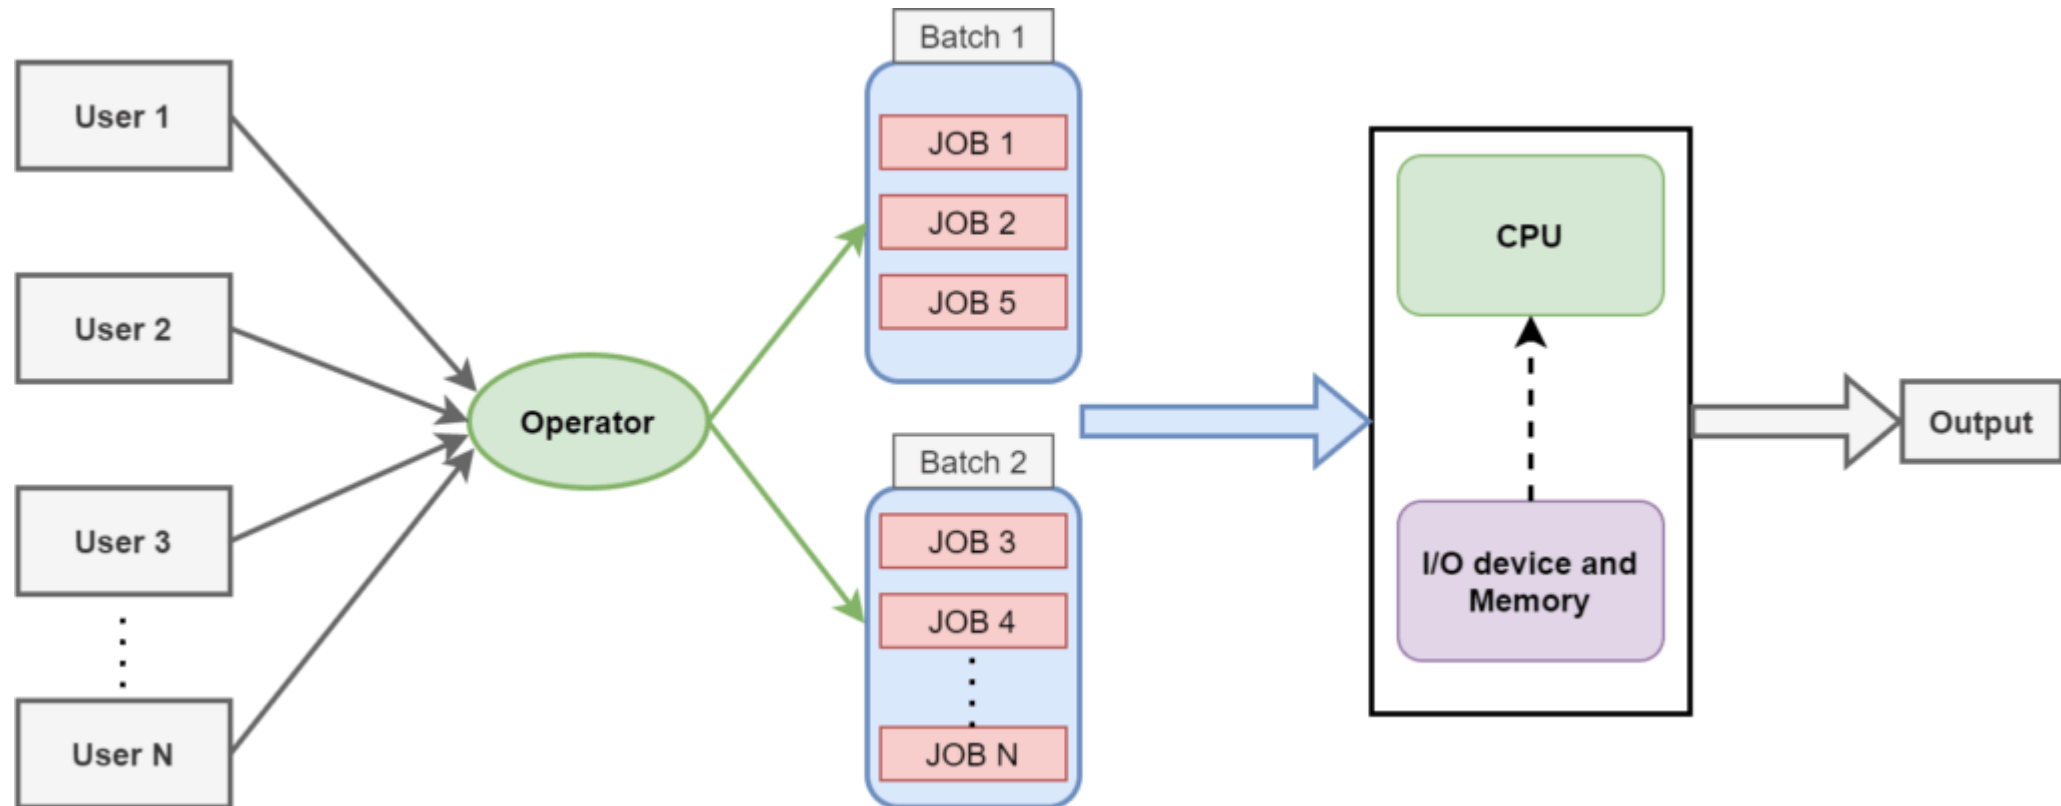 User 1
User 2
User 3
User N
Operator
Batch 1
JOB 1
JOB 2
JOB 5
Batch 2
JOB 3
JOB 4
JOB N
CPU
I/O device and
Memory
Output